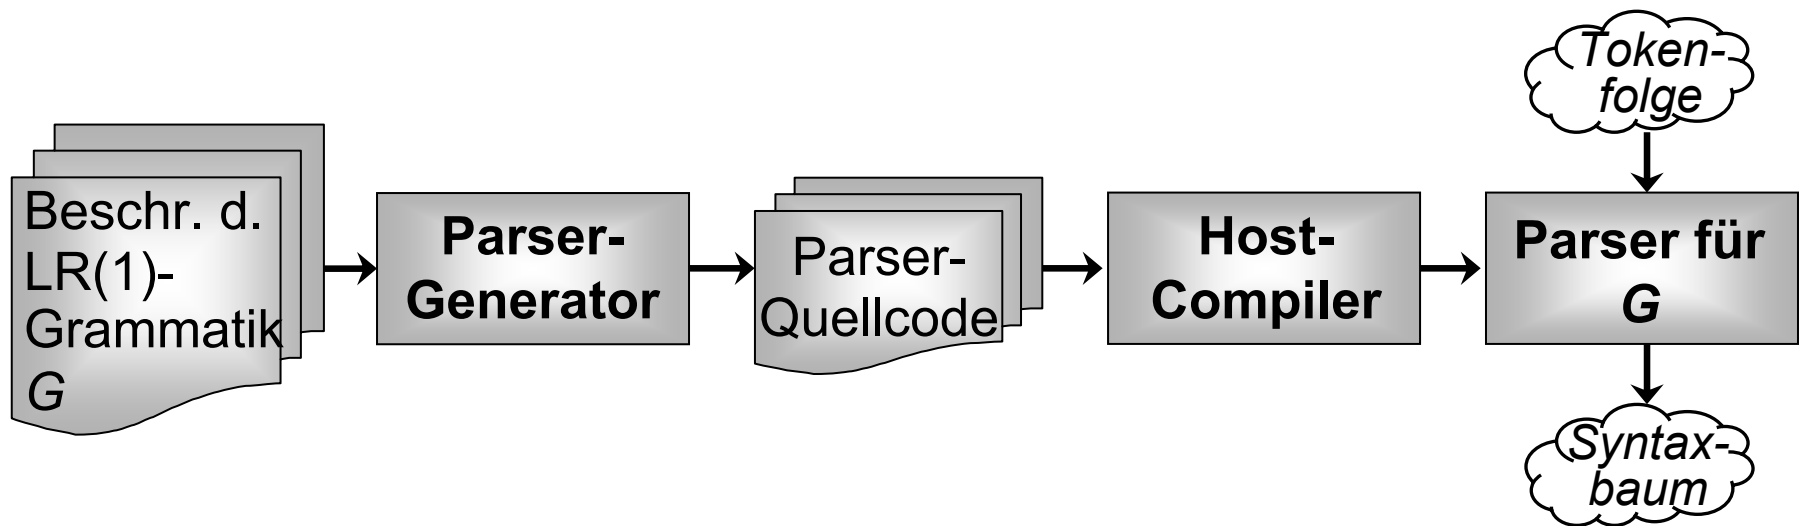 Beschr. d.
LR(1)-
Grammatik
G
Parser-
Generator
Parser-
Quellcode
Host-
Compiler
Token-
folge
Parser für
G
Syntax-
baum